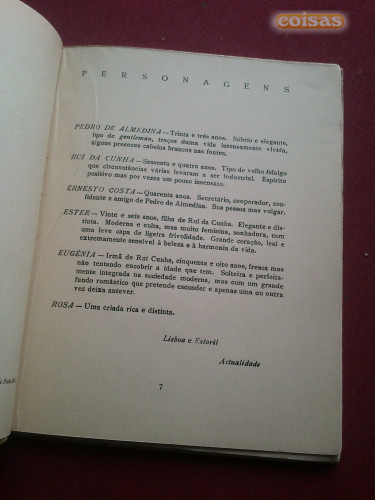 coisas
PERSONAGENS
PEDRO DE ALMEDINA — Trinta e três anos. Sóbrio e elegante,
tipo de gentleman, traços duma vida intensamente vivida,
alguns precoces cabelos brancos nas fontes.
RUI DA CUNHA — Sessenta e quatro anos. Tipo de velho fidalgo
que circunstâncias várias levaram a ser industrial. Espírito
positivo mas por vezes um pouco insensato.
ERNESTO COSTA — Quarenta anos. Secretário, cooperador, con-
fidente e amigo de Pedro de Almedina. Boa pessoa mas vulgar.
ESTER — Vinte e seis anos, filha de Rui da Cunha. Elegante e dis-
tinta. Moderna e culta, mas muito feminina, sonhadora, com
uma leve capa da ligeira frivolidade. Grande coração, leal e
extremamente sensível à beleza e à harmonia da vida.
EUGÉNIA — Irmã de Rui Cunha, cinquenta e oito anos, fresca mas
não tentando encobrir a idade que tem. Solteira e perfeita-
mente integrada na sociedade moderna, mas com um grande
fundo romântico que pretende esconder e apenas uma ou outra
vez deixa antever.
ROSA — Uma criada rica e distinta.
Lisboa e Estoril
Actualidade
7